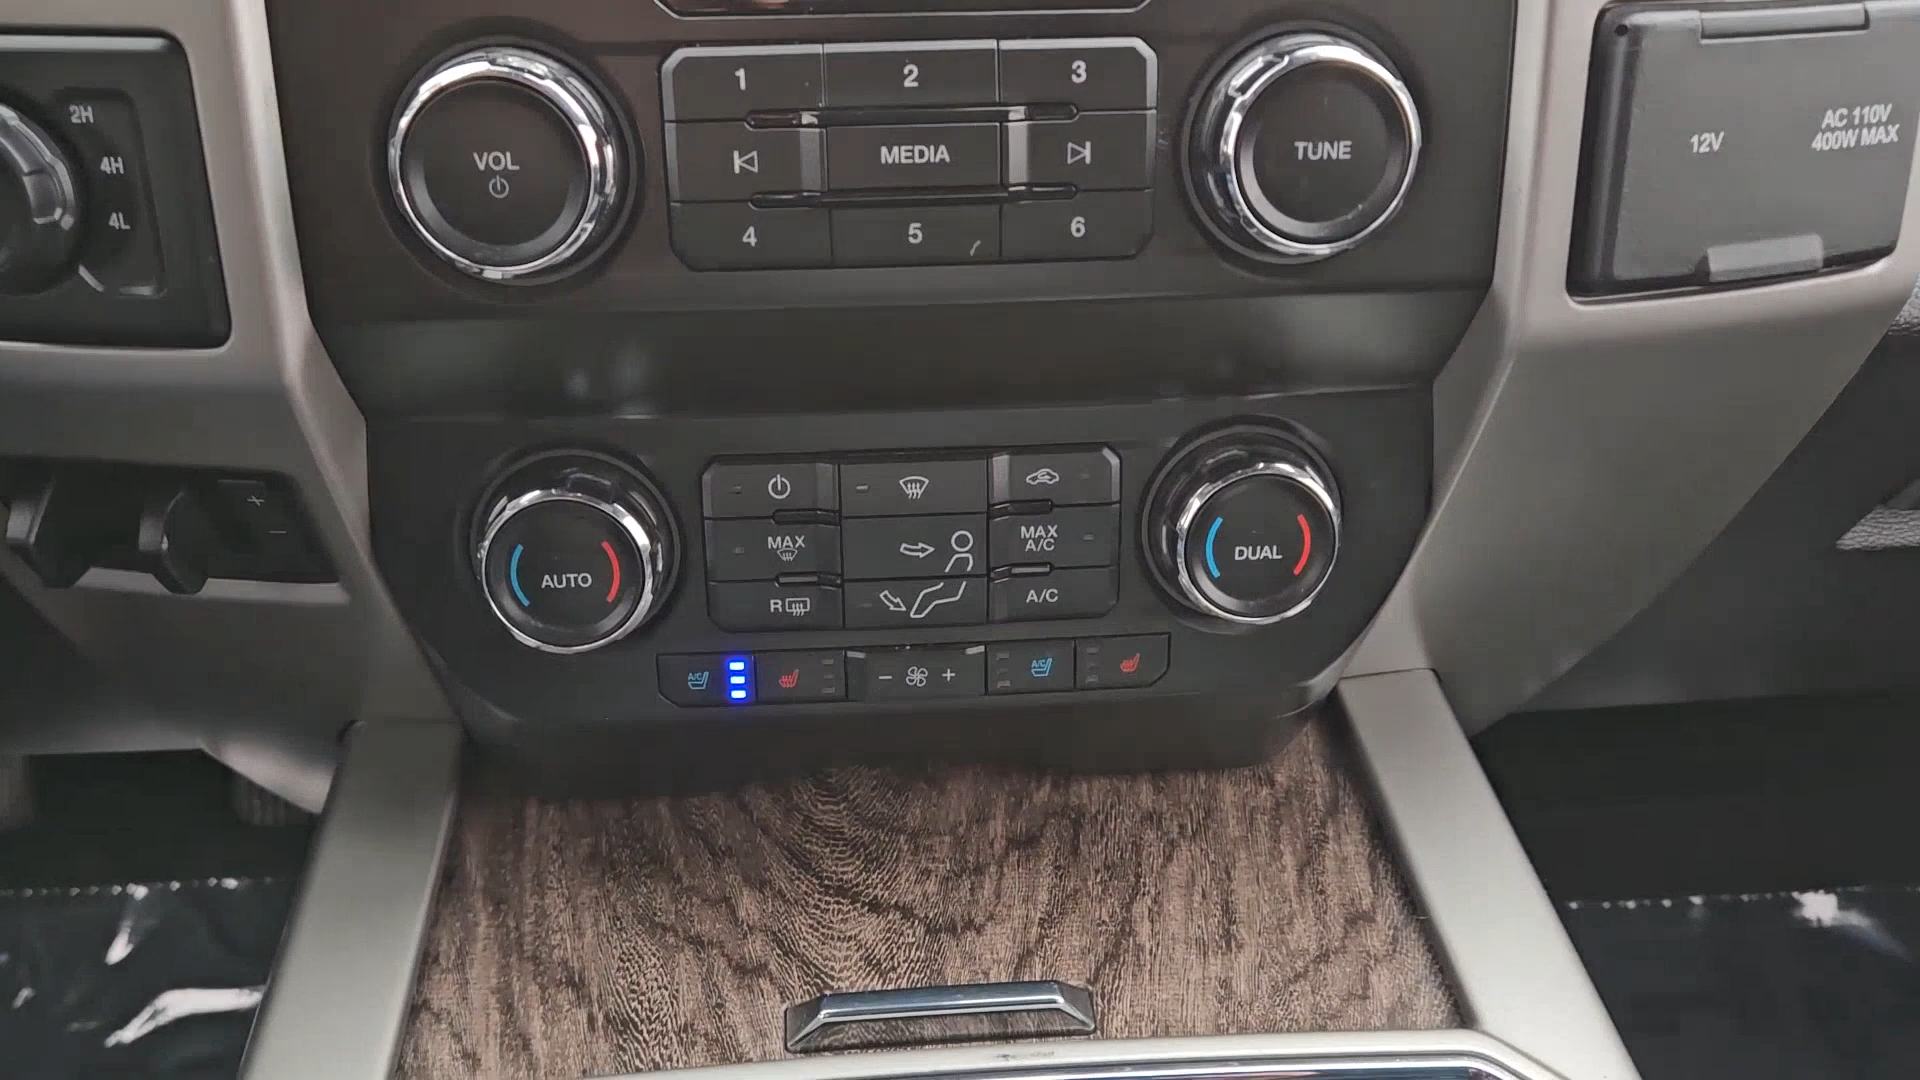 2H
4H
4L
VOL
1
2
3
MEDIA
4
5
6
TUNE
12V
AC 110V
400W MAX
+
-
AUTO
MAX
R
MAX
A/C
A/C
DUAL
A/C
- +
A/C